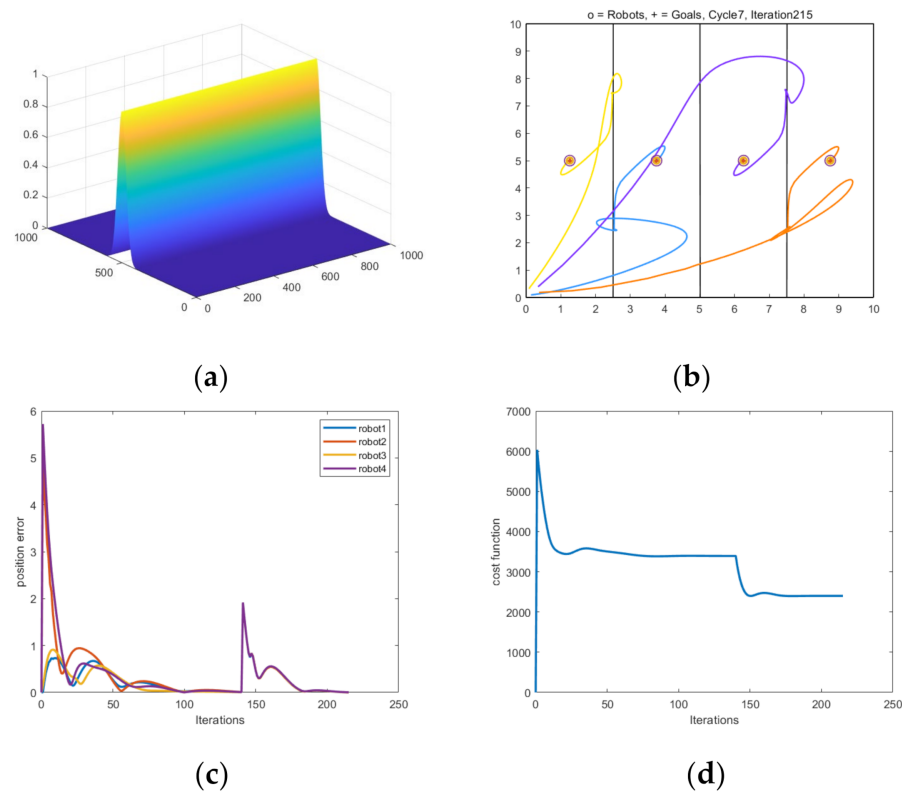 1
0.8
0.6
0.4
0.2
0
1000
500
0
0
200
400
600
800
1000
(a)
o = Robots, + = Goals, Cycle7, Iteration215
10
9
8
7
6
5
4
3
2
1
0
0 1 2 3 4 5 6 7 8 9 10
(b)
6
5
4
3
2
1
0
position error
robot1
robot2
robot3
robot4
0 50 100 150 200 250
Iterations
(c)
7000
6000
5000
4000
3000
2000
1000
0
cost function
0 50 100 150 200 250
Iterations
(d)